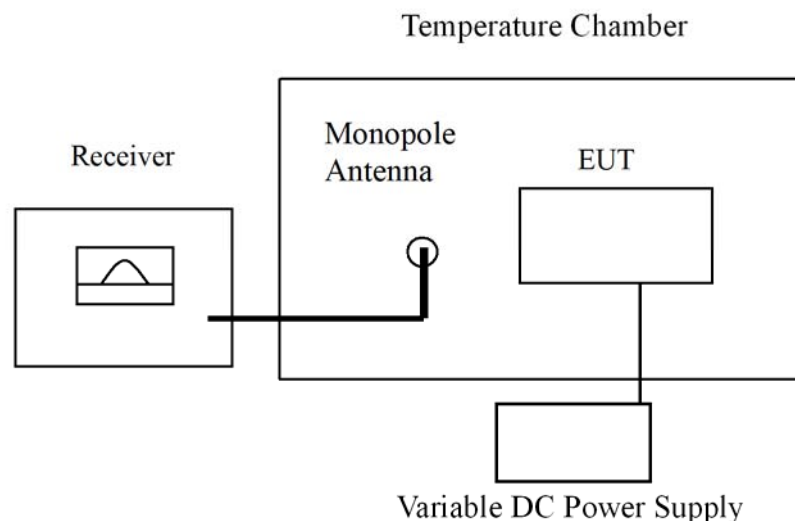 Temperature Chamber
Monopole
Antenna
Receiver
EUT
Variable DC Power Supply